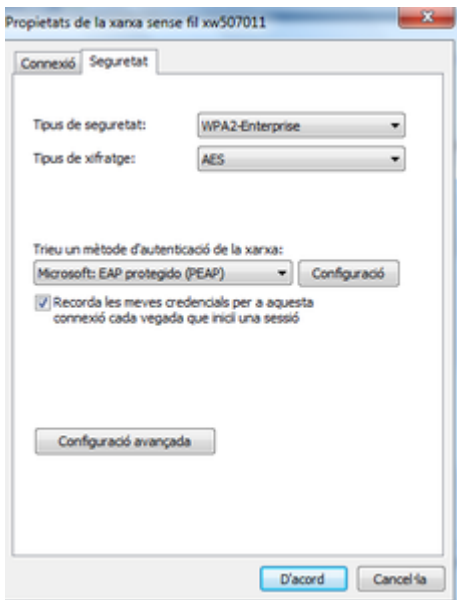 Propietats de la xarxa sense fil xw507011
Connexió
Seguretat
Tipus de seguretat:
WPA2-Enterprise
Tipus de xifratge:
AES
Trieu un mètode d'autenticació de la xarxa:
Microsoft: EAP protegido (PEAP)
Configuració
Recorda les meves credencials per a aquesta
connexió cada vegada que iniciï una sessió
Configuració avançada
D'acord
Cancel·la